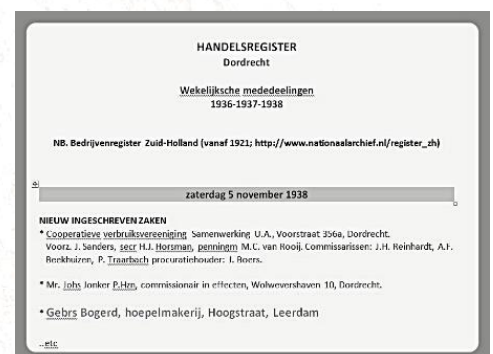 HANDELSREGISTER
Dordrecht
Wekelijksche mededeelingen
1936-1937-1938
NB. Bedrijvenregister Zuid-Holland (vanaf 1921; http://www.nationaalarchief.nl/register_zh)
zaterdag 5 november 1938
NIEUW INGESCHREVEN ZAKEN
* Cooperatieve verbruiksvereeniging Samenwerking U.A., Voorstraat 356a, Dordrecht.
Voorz. J. Sanders, secr H.J. Horsman, penningm M.C. van Rooij. Commissarissen: J.H. Reinhardt, A.F.
Beekhuizen, P. Traarbach procuratiehouder: J. Boers.
* Mr. Johs Jonker P.Hzn, commissionair in effecten, Wolwevershaven 10, Dordrecht.
* Gebrs Bogerd, hoepelmakerij, Hoogstraat, Leerdam
..etc